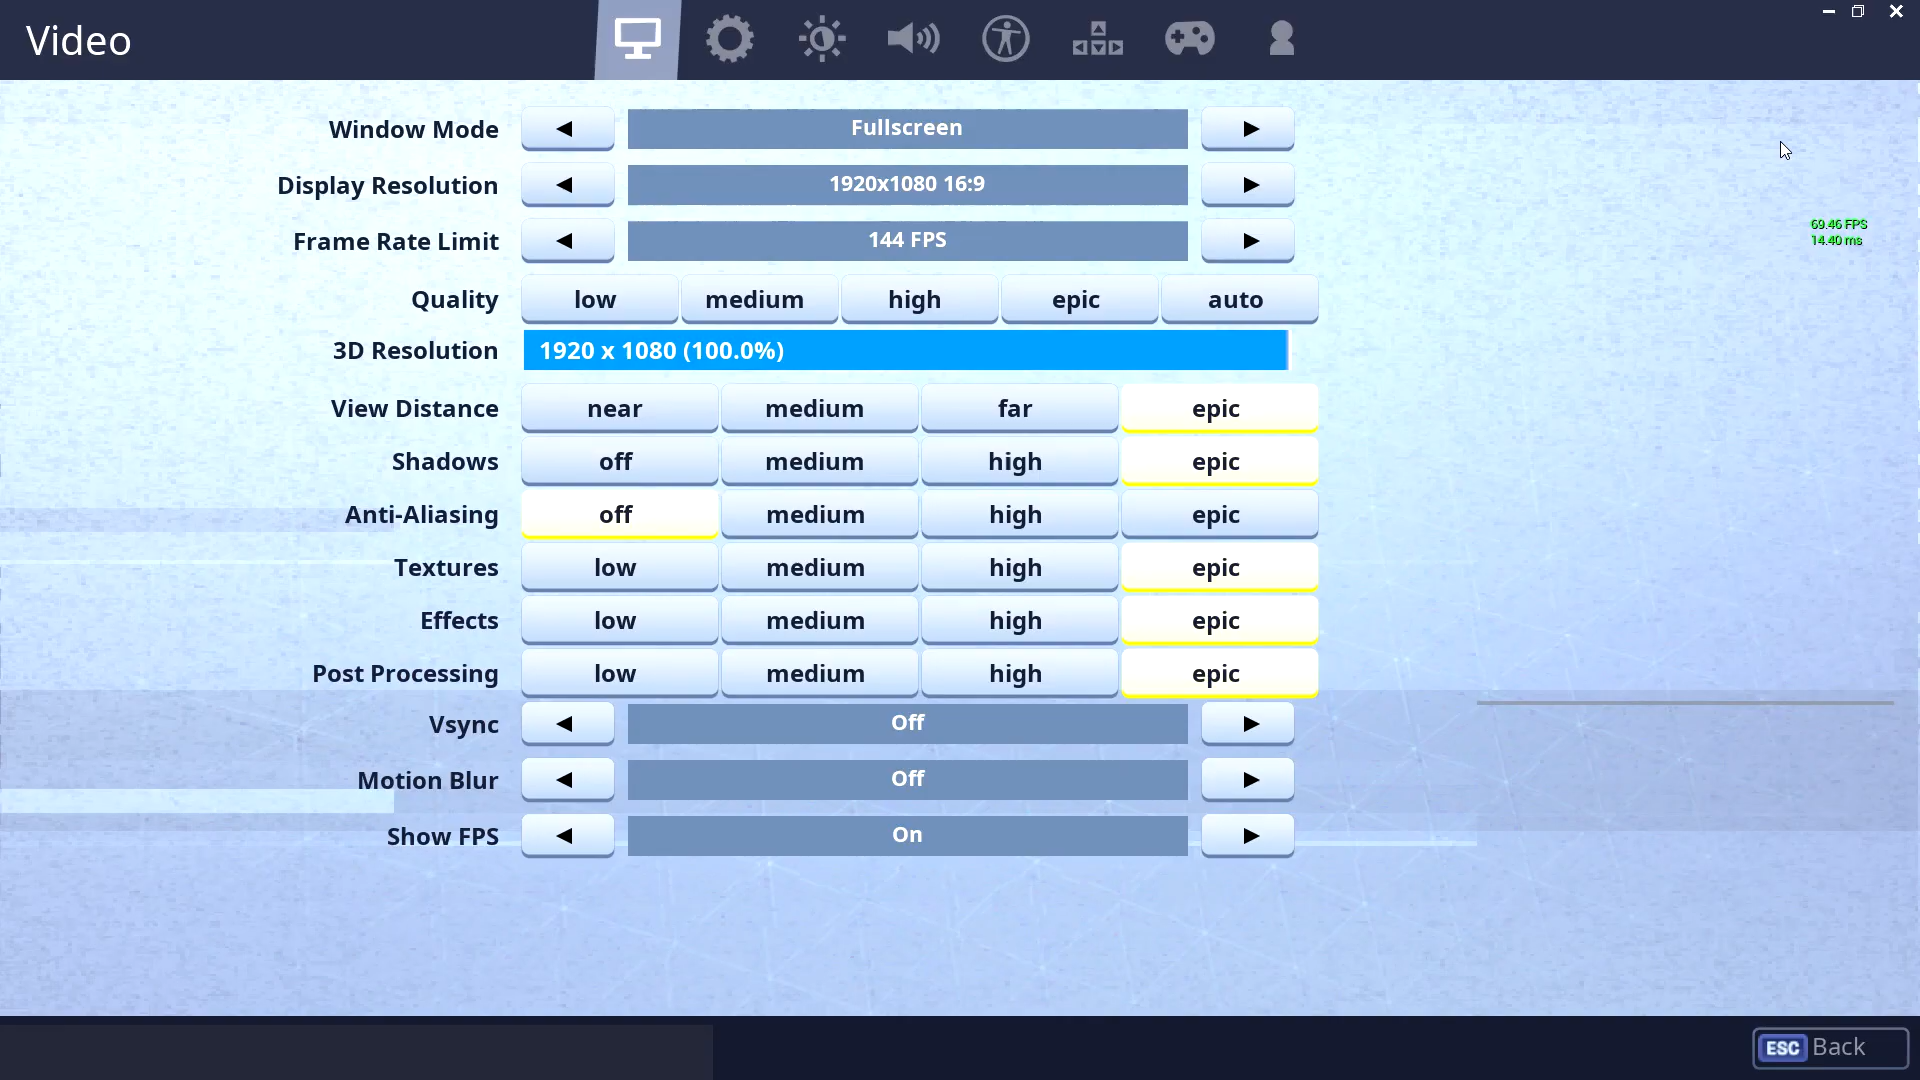 Video
Window Mode Fullscreen
Display Resolution 1920x1080 16:9
69.46 FPS
14.40 ms
Frame Rate Limit 144 FPS
Quality low medium high epic auto
3D Resolution 1920 x 1080 (100.0%)
View Distance near medium far epic
Shadows off medium high epic
Anti-Aliasing off medium high epic
Textures low medium high epic
Effects low medium high epic
Post Processing low medium high epic
Vsync Off
Motion Blur Off
Show FPS On
ESC Back